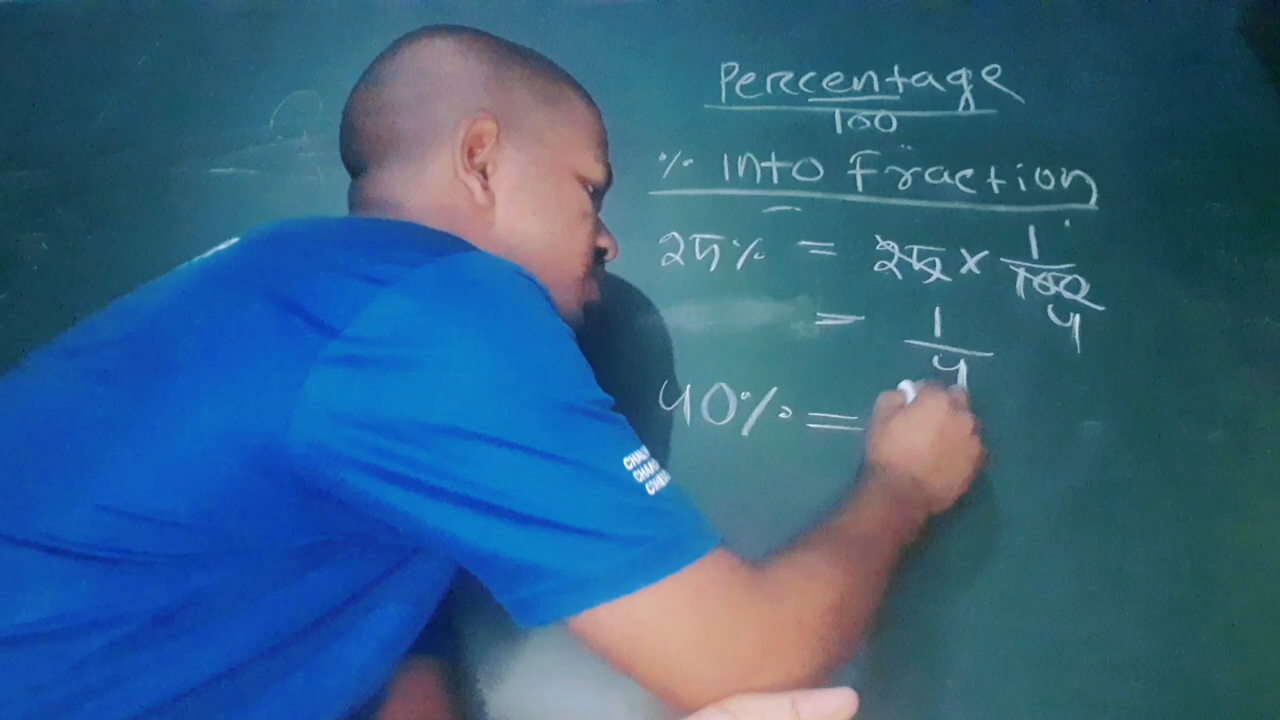 Percentage
100
% Into fraction
25% = 25 × 1/100
4
= 1/4
40% =